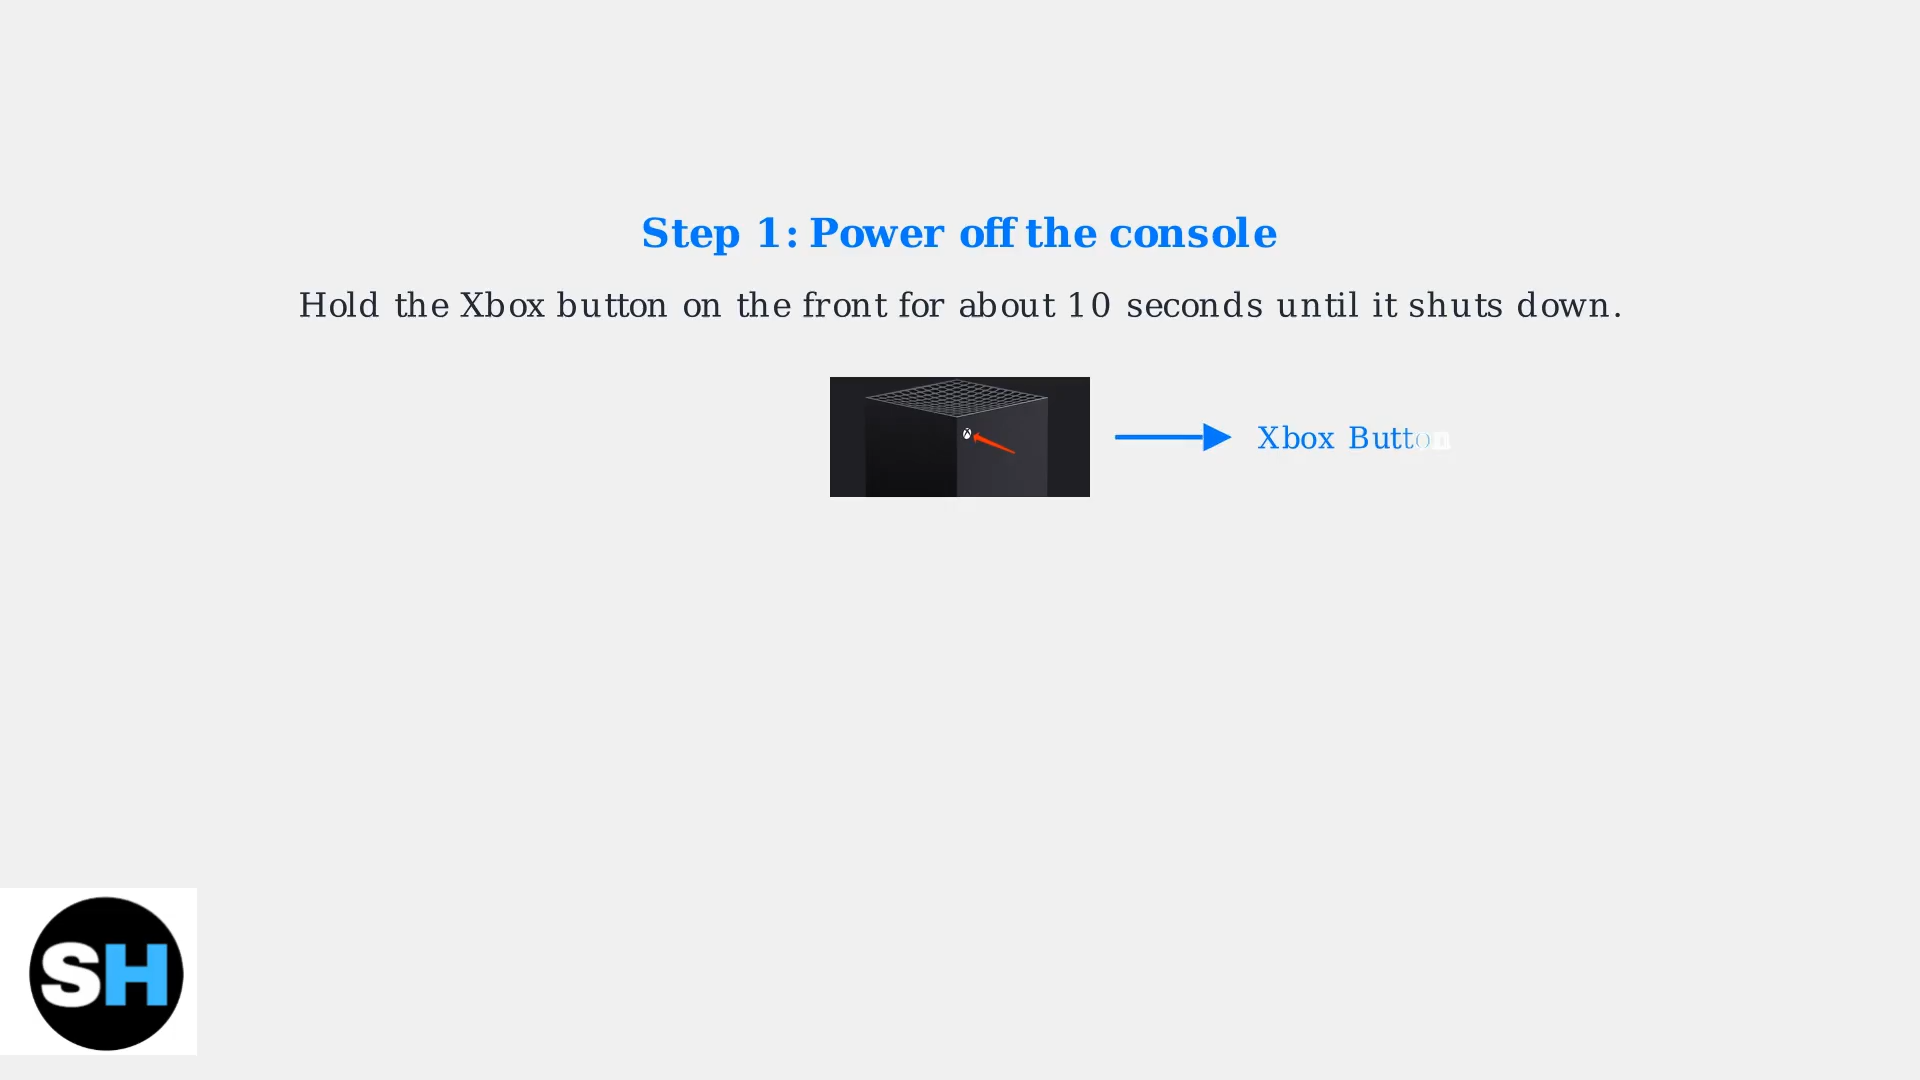 Step 1: Power off the console
Hold the Xbox button on the front for about 10 seconds until it shuts down.
Xbox Button
SH